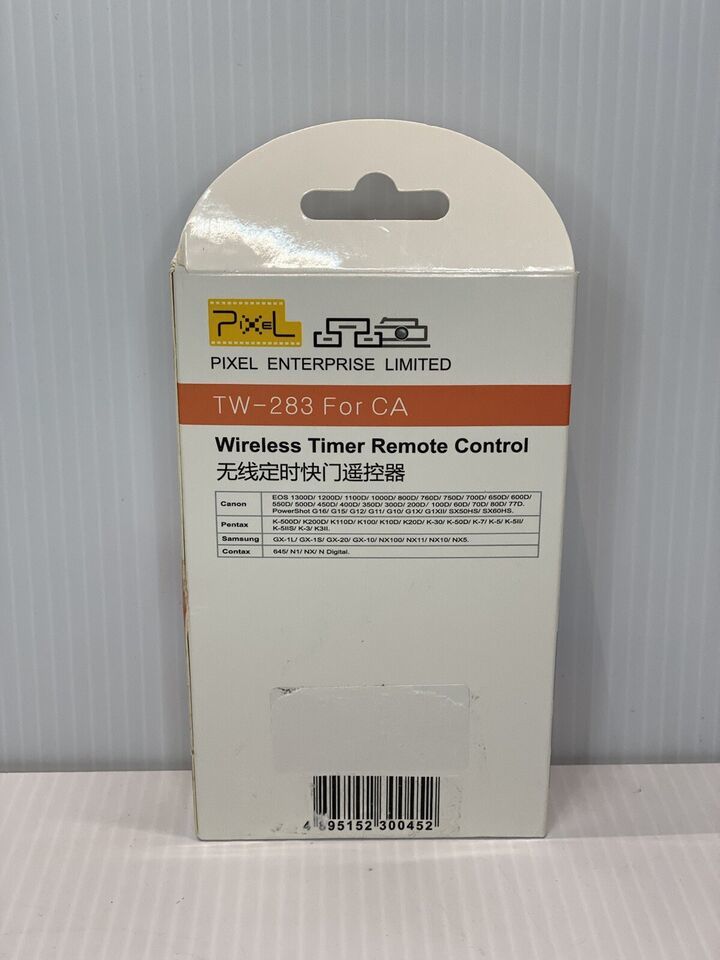 PixeL
品色
PIXEL ENTERPRISE LIMITED
TW-283 For CA
Wireless Timer Remote Control
无线定时快门遥控器
Canon
EOS 1300D/ 1200D/ 1100D/ 1000D/ 800D/ 760D/ 750D/ 700D/ 650D/ 600D/
550D/ 500D/ 450D/ 400D/ 350D/ 300D/ 200D/ 100D/ 60D/ 70D/ 80D/ 77D.
PowerShot G16/ G15/ G12/ G11/ G10/ G1X/ G1XII/ SX50HS/ SX60HS.
Pentax
K-500D/ K200D/ K110D/ K100/ K10D/ K20D/ K-30/ K-50D/ K-7/ K-5/ K-5II/
K-5IIS/ K-3/ K3II.
Samsung
GX-1L/ GX-1S/ GX-20/ GX-10/ NX100/ NX11/ NX10/ NX5.
Contax
645/ N1/ NX/ N Digital.
4 895152 300452